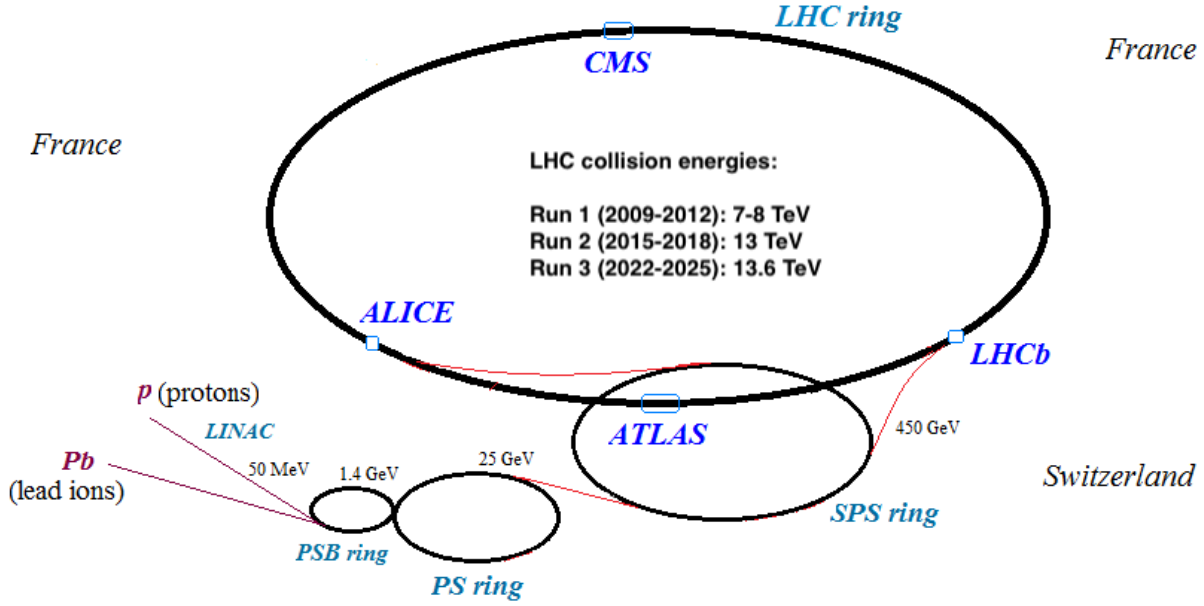 LHC ring
France
CMS
France
LHC collision energies:
Run 1 (2009-2012): 7-8 TeV
Run 2 (2015-2018): 13 TeV
Run 3 (2022-2025): 13.6 TeV
ALICE
LHCb
p (protons)
LINAC
ATLAS
450 GeV
Pb
(lead ions)
50 MeV
1.4 GeV
25 GeV
Switzerland
SPS ring
PSB ring
PS ring